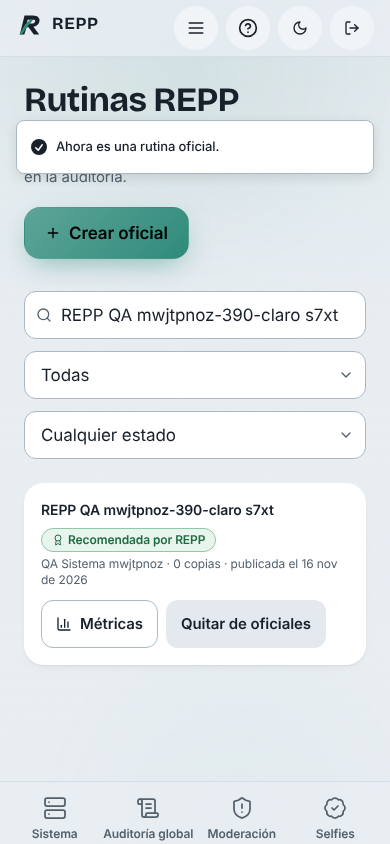 REPP
Rutinas REPP
Ahora es una rutina oficial.
en la auditoría.
+ Crear oficial
REPP QA mwjtpnoz-390-claro s7xt
Todas
Cualquier estado
REPP QA mwjtpnoz-390-claro s7xt
Recomendada por REPP
QA Sistema mwjtpnoz · 0 copias · publicada el 16 nov
de 2026
Métricas
Quitar de oficiales
Sistema
Auditoría global
Moderación
Selfies